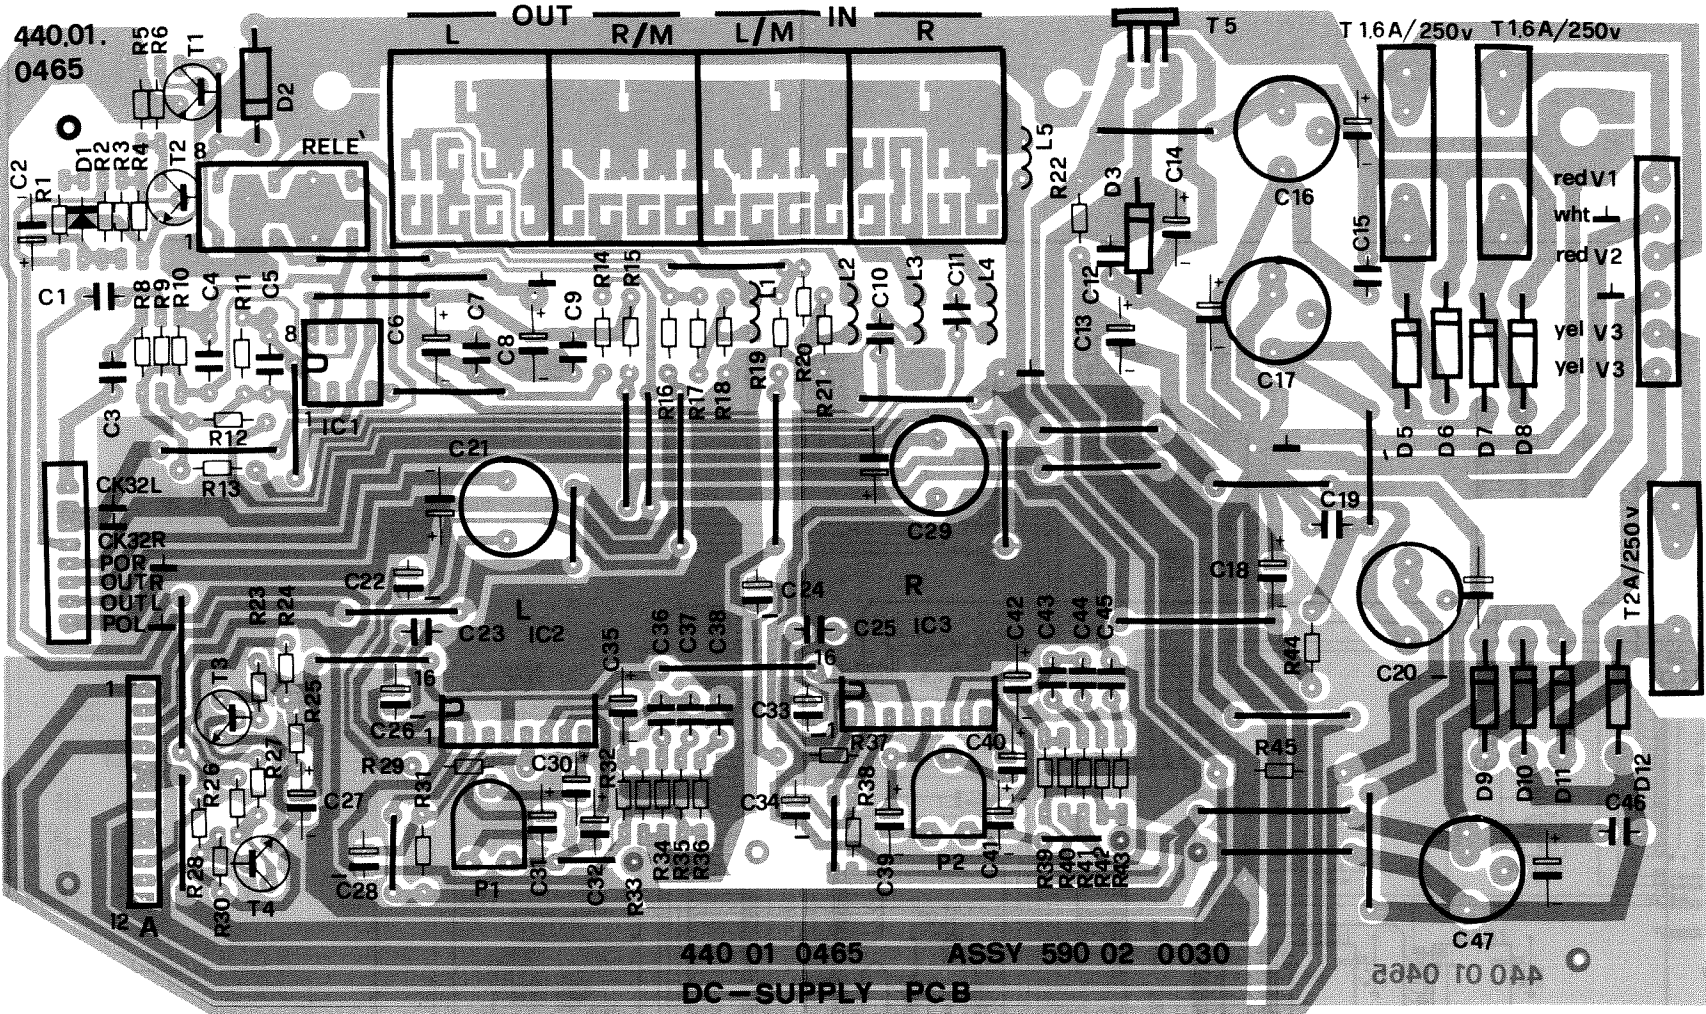 OUT IN
L R/M L/M R
440.01.
0465
R5 R6 T1
D2
T5
T 1.6A/250v T 1.6A/250v
C16
L5
RELE'
8
1
C2 R1 D1 R2 R3 R4 T2
R22 D3 C14
C15
red V1
wht
red V2
yel V3
yel V3
C1 R8 R9 R10 C4 R11 C5
C6 C7 C8 C9 R14 R15 L1 L2 C10 L3 C11 L4
C12 C13
C17
8
1
IC1
C3
R12
R13
R16 R17 R18 R19 R20 R21
D5 D6 D7 D8
C21
C29
C19
CK32L
CK32R
POR
OUTR
OUTL
POL
C22
C23
L
IC2
C24
R
IC3
C25
C18
C20
T2A/250v
R23 R24
C35 C36 C37 C38
C42 C43 C44 C45
R44
16
16
1
T3
R25
C26
1
C33
1
R37
C40
R45
R26 R27
R29
R31
C30
R32
C27
C34
R38
D9 D10 D11 D12
C46
R28
R30
T4
C28
P1
C31
C32
R33
R34 R35 R36
C39
P2
C41
R39 R40 R41 R42 R43
C47
12 A
440 01 0465 ASSY 590 02 0030
DC-SUPPLY PCB
440 01 0465